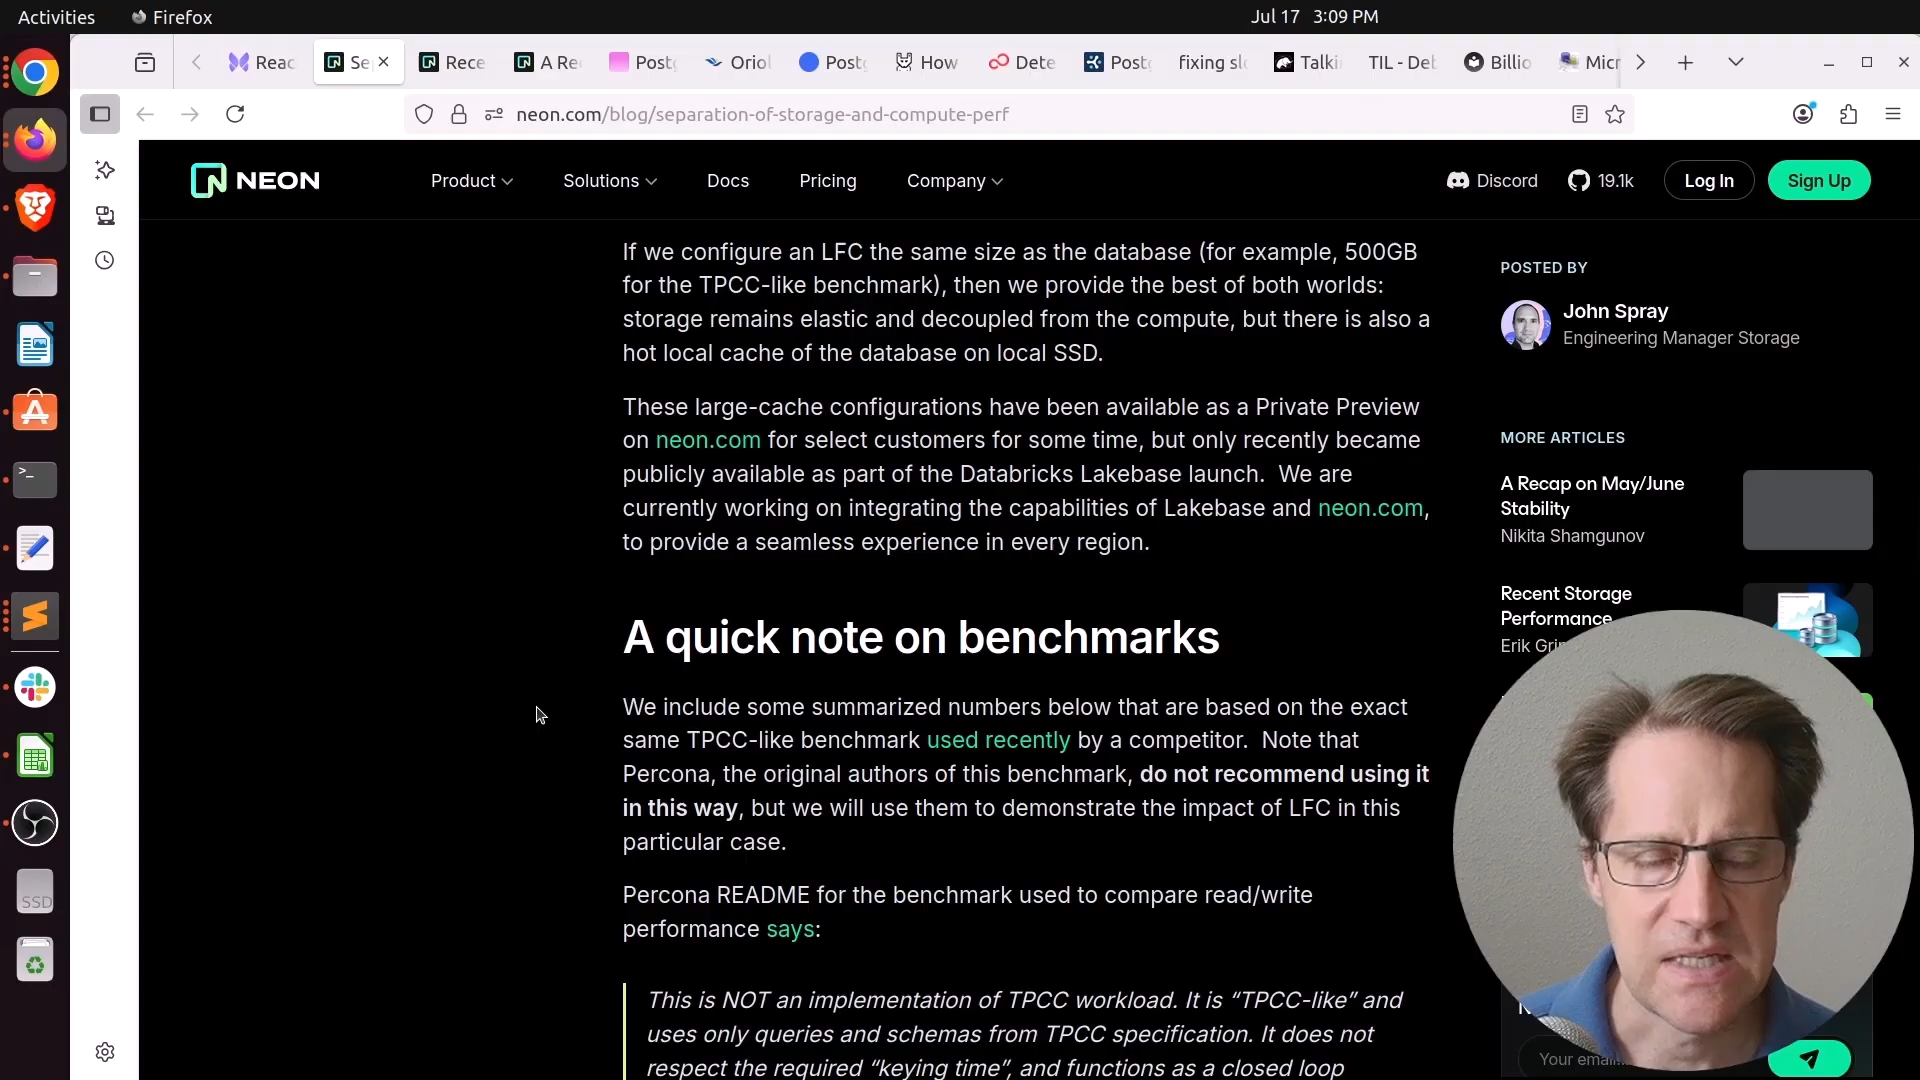 Activities
Firefox
Jul 17 3:09 PM
Reac
Se
Rece
A Re
Post
Oriol
Post
How
Dete
Post
fixing sl
Talki
TIL - Det
Billio
Micr
neon.com/blog/separation-of-storage-and-compute-perf
NEON
Product
Solutions
Docs
Pricing
Company
Discord
19.1k
Log In
Sign Up
If we configure an LFC the same size as the database (for example, 500GB
for the TPCC-like benchmark), then we provide the best of both worlds:
storage remains elastic and decoupled from the compute, but there is also a
hot local cache of the database on local SSD.
These large-cache configurations have been available as a Private Preview
on neon.com for select customers for some time, but only recently became
publicly available as part of the Databricks Lakebase launch. We are
currently working on integrating the capabilities of Lakebase and neon.com,
to provide a seamless experience in every region.
A quick note on benchmarks
We include some summarized numbers below that are based on the exact
same TPCC-like benchmark used recently by a competitor. Note that
Percona, the original authors of this benchmark, do not recommend using it
in this way, but we will use them to demonstrate the impact of LFC in this
particular case.
Percona README for the benchmark used to compare read/write
performance says:
This is NOT an implementation of TPCC workload. It is “TPCC-like” and
uses only queries and schemas from TPCC specification. It does not
respect the required “keying time”, and functions as a closed loop
POSTED BY
John Spray
Engineering Manager Storage
MORE ARTICLES
A Recap on May/June
Stability
Nikita Shamgunov
Recent Storage
Performance
Erik Gri
Your email
SSD